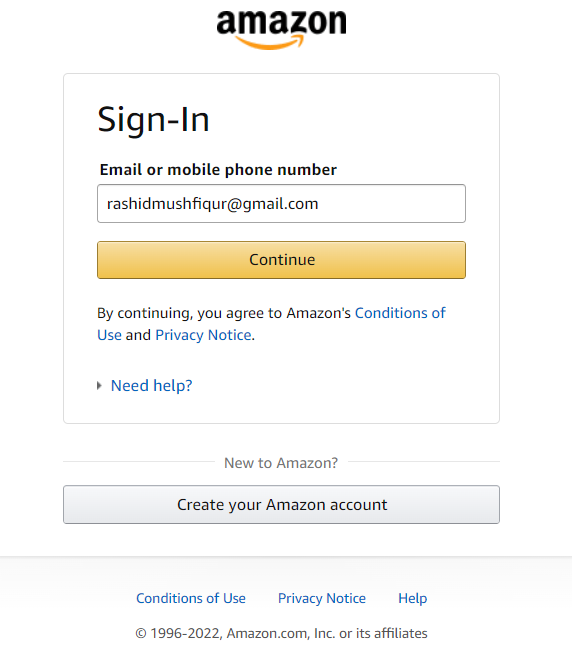 amazon
Sign-In
Email or mobile phone number
rashidmushfiqur@gmail.com
Continue
By continuing, you agree to Amazon's Conditions of
Use and Privacy Notice.
Need help?
New to Amazon?
Create your Amazon account
Conditions of Use Privacy Notice Help
© 1996-2022, Amazon.com, Inc. or its affiliates